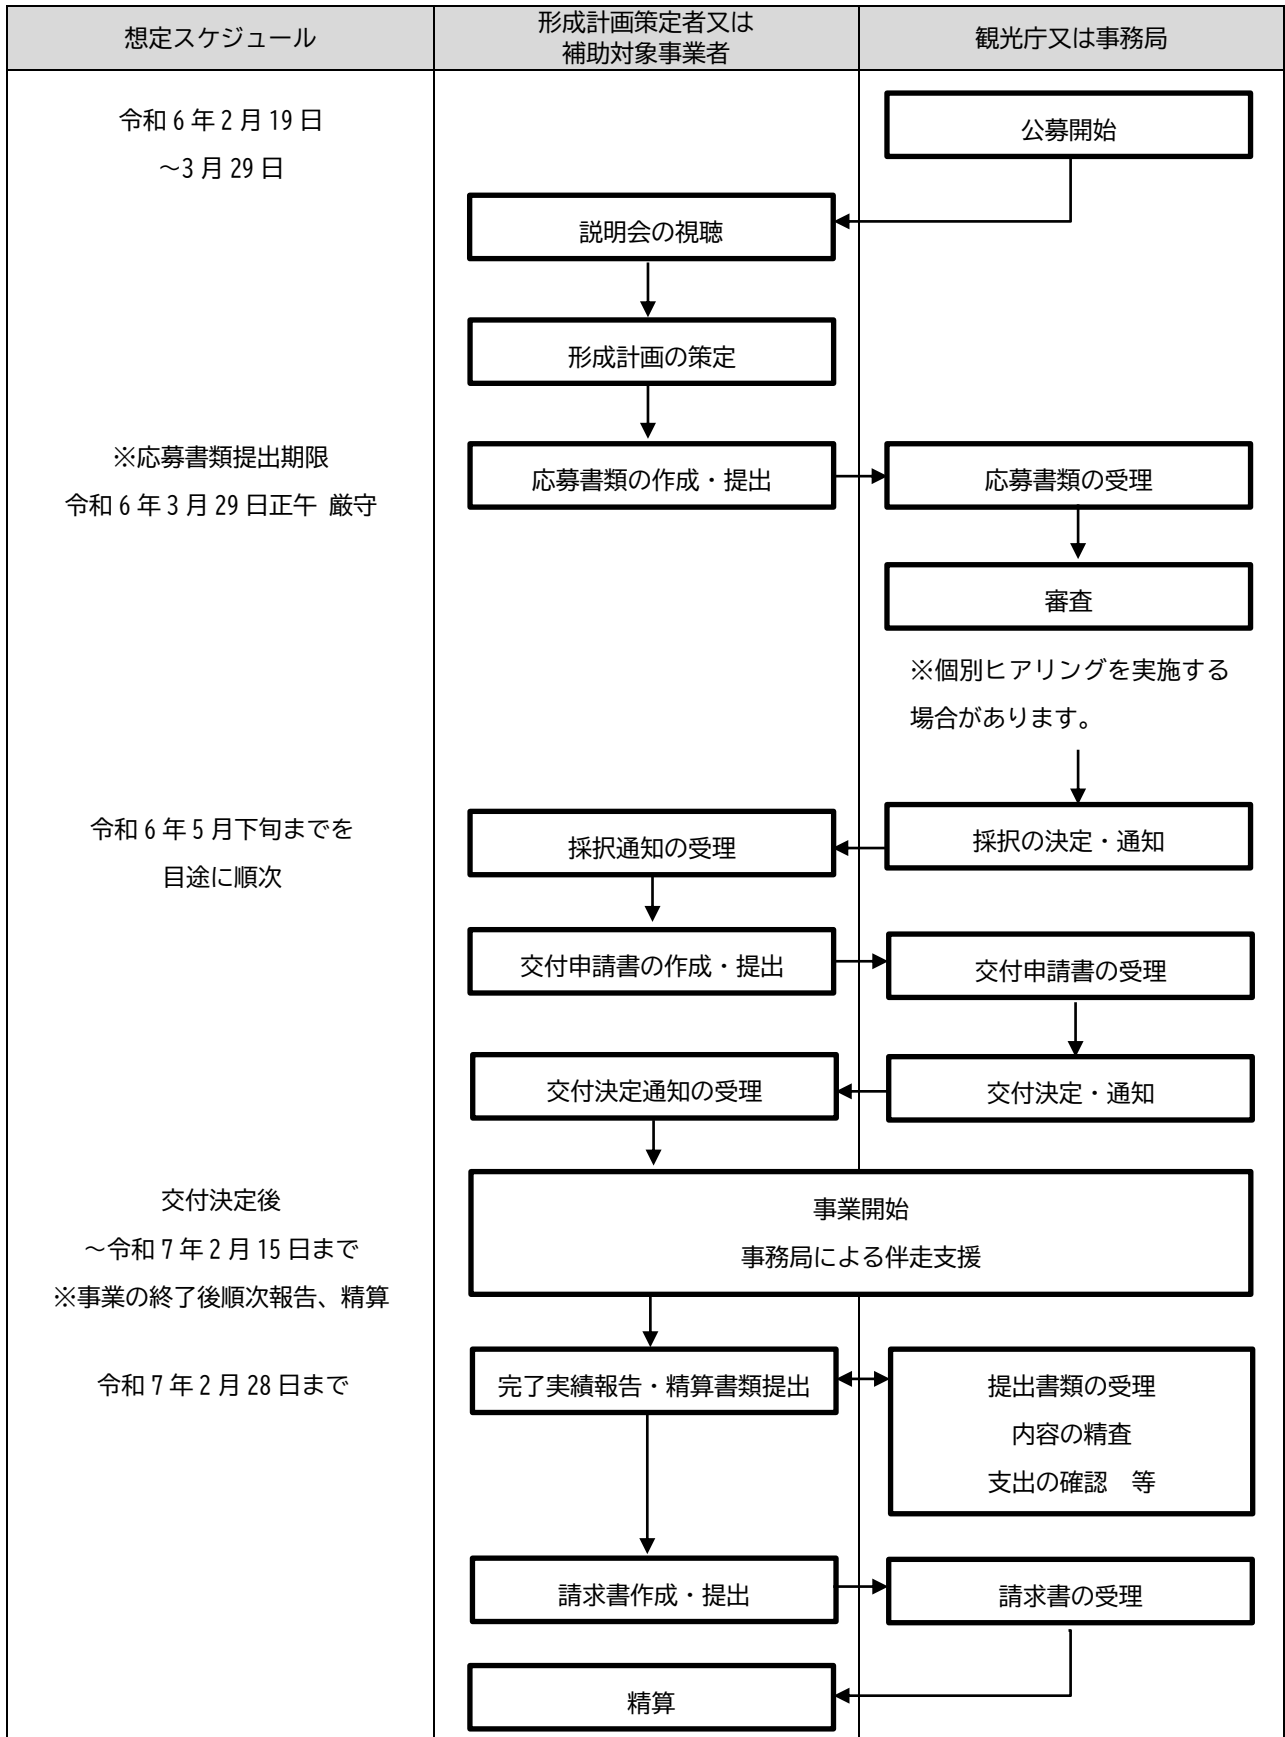 想定スケジュール
形成計画策定者又は
補助対象事業者
観光庁又は事務局
令和6年2月19日
～3月29日
公募開始
説明会の視聴
形成計画の策定
※応募書類提出期限
令和6年3月29日正午 厳守
応募書類の作成・提出
応募書類の受理
審査
※個別ヒアリングを実施する
場合があります。
令和6年5月下旬までを
目途に順次
採択通知の受理
採択の決定・通知
交付申請書の作成・提出
交付申請書の受理
交付決定通知の受理
交付決定・通知
交付決定後
～令和7年2月15日まで
※事業の終了後順次報告、精算
事業開始
事務局による伴走支援
令和7年2月28日まで
完了実績報告・精算書類提出
提出書類の受理
内容の精査
支出の確認　等
請求書作成・提出
請求書の受理
精算